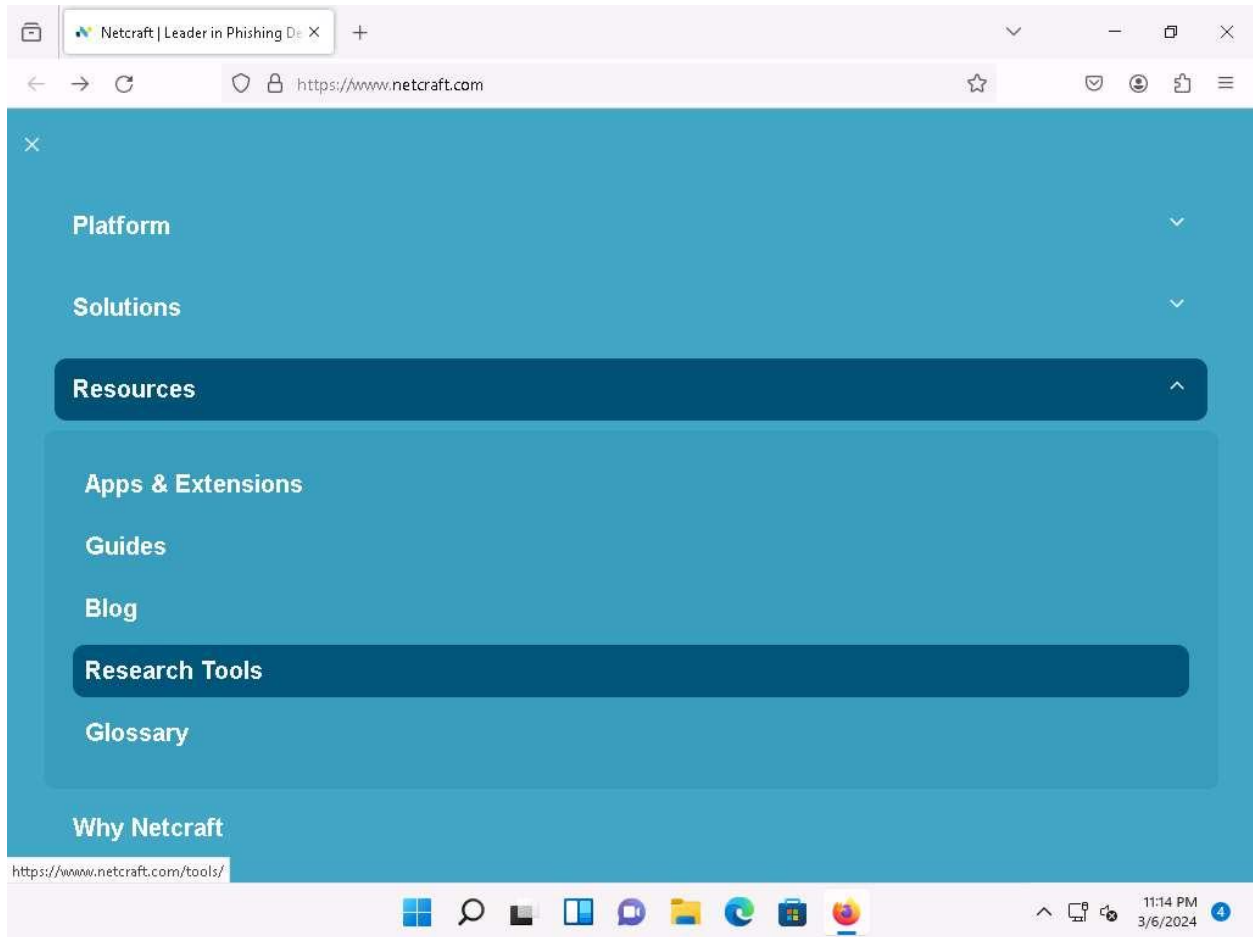 Netcraft | Leader in Phishing De
https://www.netcraft.com
Platform
Solutions
Resources
Apps & Extensions
Guides
Blog
Research Tools
Glossary
Why Netcraft
https://www.netcraft.com/tools/
11:14 PM
3/6/2024
4